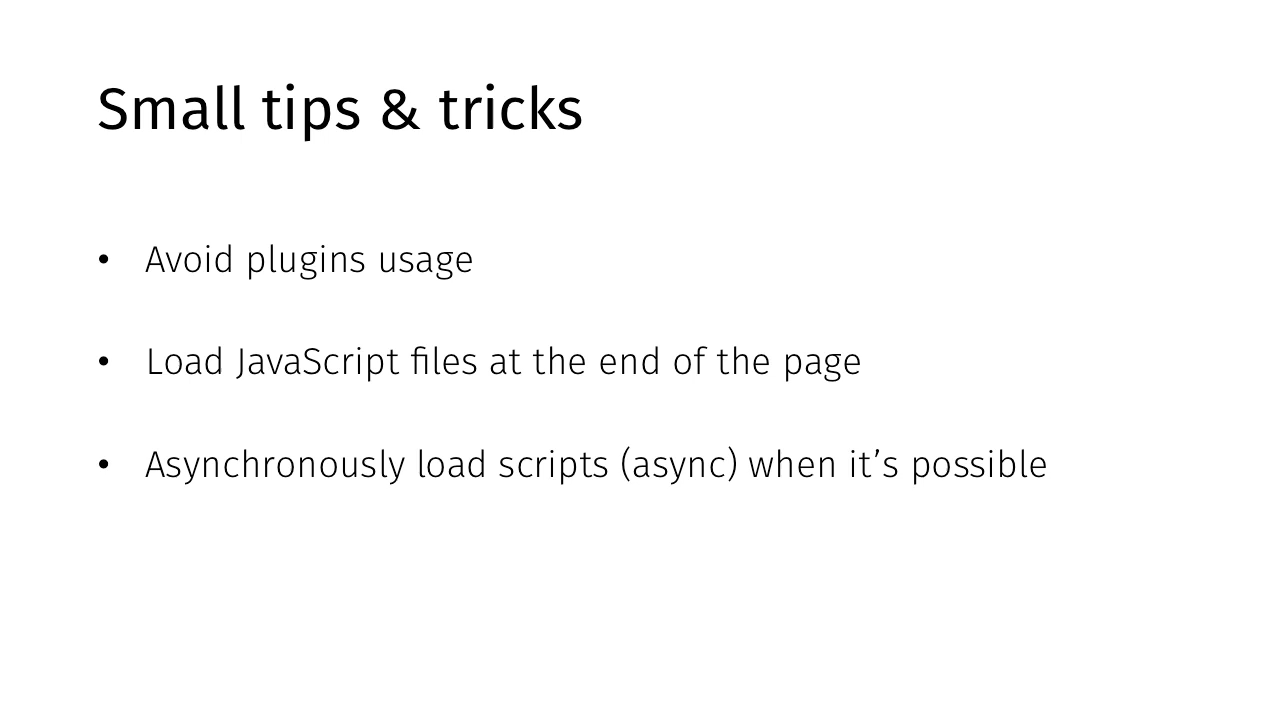 Small tips & tricks
• Avoid plugins usage
• Load JavaScript files at the end of the page
• Asynchronously load scripts (async) when it’s possible